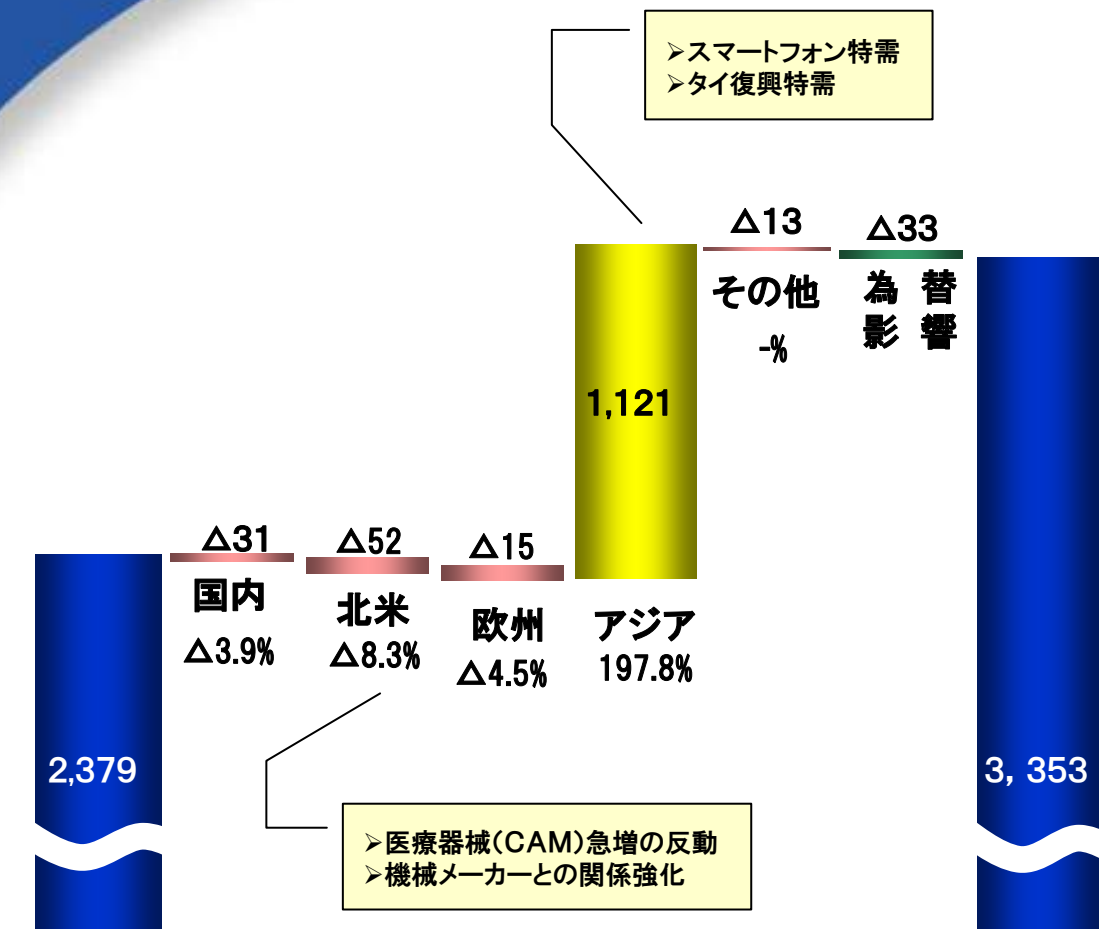 ➢スマートフォン特需
➢タイ復興特需
△13
その他
-%
△33
為 替
影 響
1,121
アジア
197.8%
△31
国内
△3.9%
△52
北米
△8.3%
△15
欧州
△4.5%
2,379
3, 353
➢医療器械(CAM)急増の反動
➢機械メーカーとの関係強化